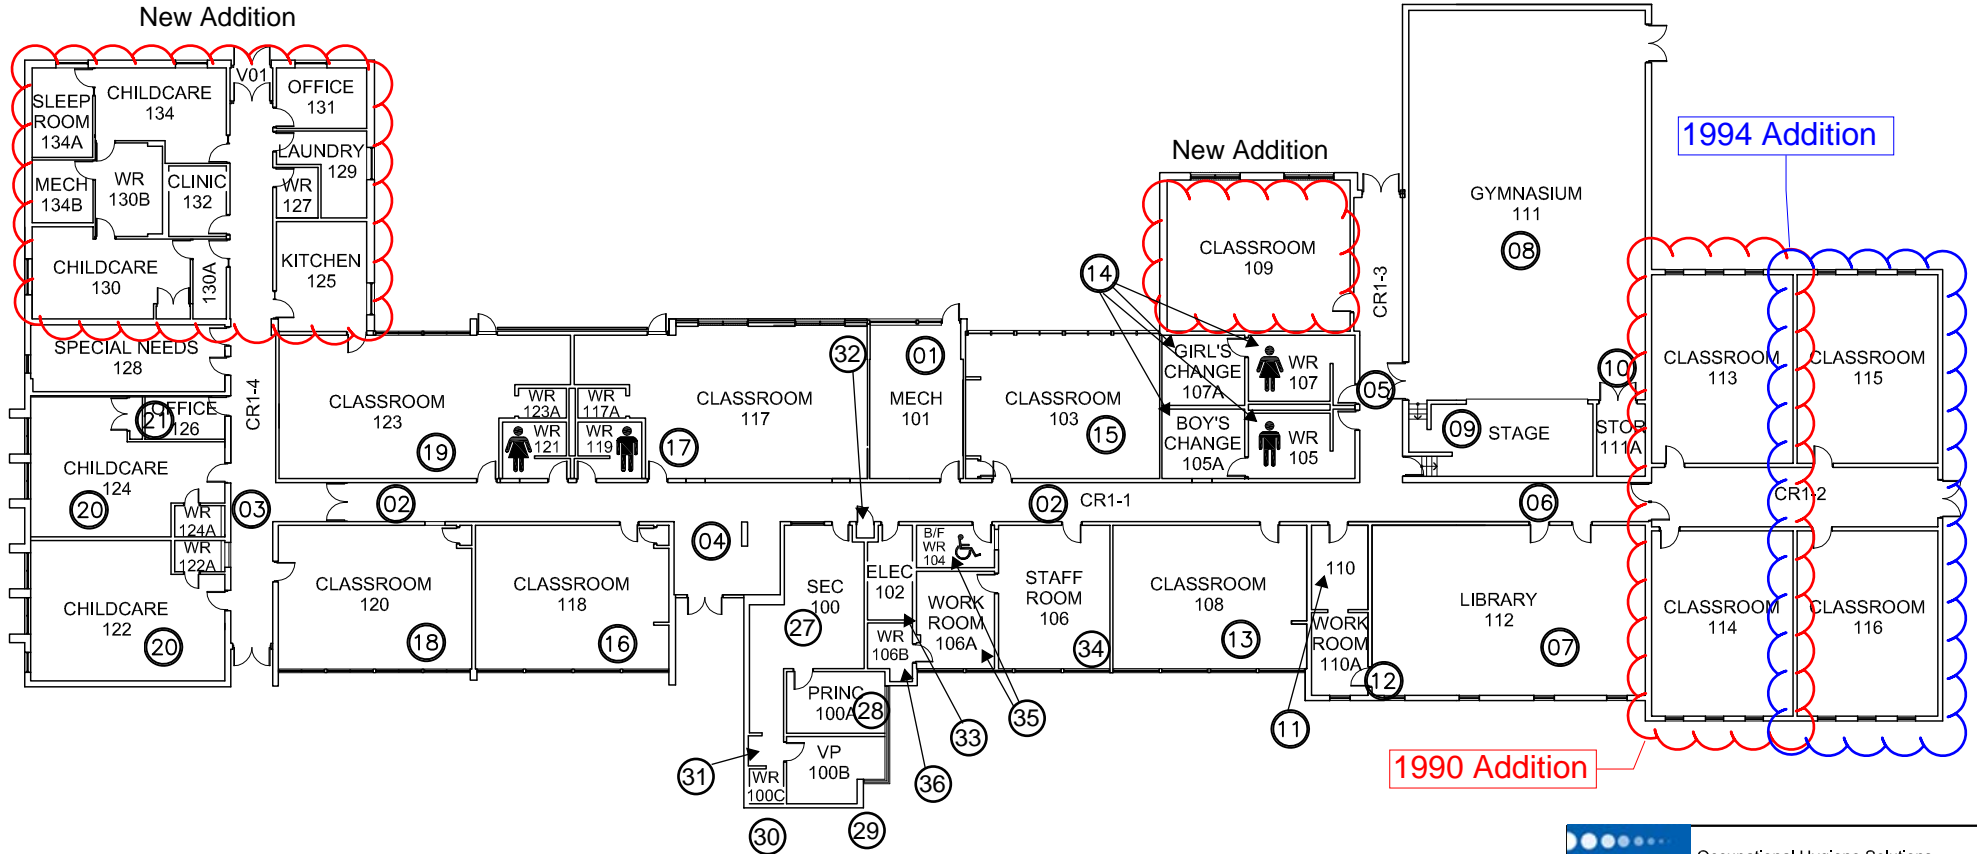 New Addition
V01
CHILDCARE
134
OFFICE
131
SLEEP
ROOM
134A
LAUNDRY
129
MECH
134B
WR
130B
CLINIC
132
WR
127
CHILDCARE
130
130A
KITCHEN
125
SPECIAL NEEDS
128
CR1-4
OFFICE
126
21
CHILDCARE
124
20
WR
124A
03
WR
122A
CHILDCARE
122
20
CLASSROOM
123
19
WR
123A
WR
117A
WR
121
WR
119
17
CLASSROOM
117
32
01
MECH
101
CLASSROOM
103
15
14
New Addition
CLASSROOM
109
GIRL'S
CHANGE
107A
WR
107
BOY'S
CHANGE
105A
WR
105
CR1-3
05
GYMNASIUM
111
08
09
STAGE
10
STOR
111A
1994 Addition
CLASSROOM
113
CLASSROOM
115
CR1-2
CLASSROOM
114
CLASSROOM
116
1990 Addition
02
02
CR1-1
06
CLASSROOM
120
18
CLASSROOM
118
16
04
SEC
100
27
ELEC
102
B/F
WR
104
WORK
ROOM
106A
WR
106B
STAFF
ROOM
106
34
CLASSROOM
108
13
110
WORK
ROOM
110A
12
11
LIBRARY
112
07
PRINC
100A
28
VP
100B
WR
100C
31
30
29
33
35
36